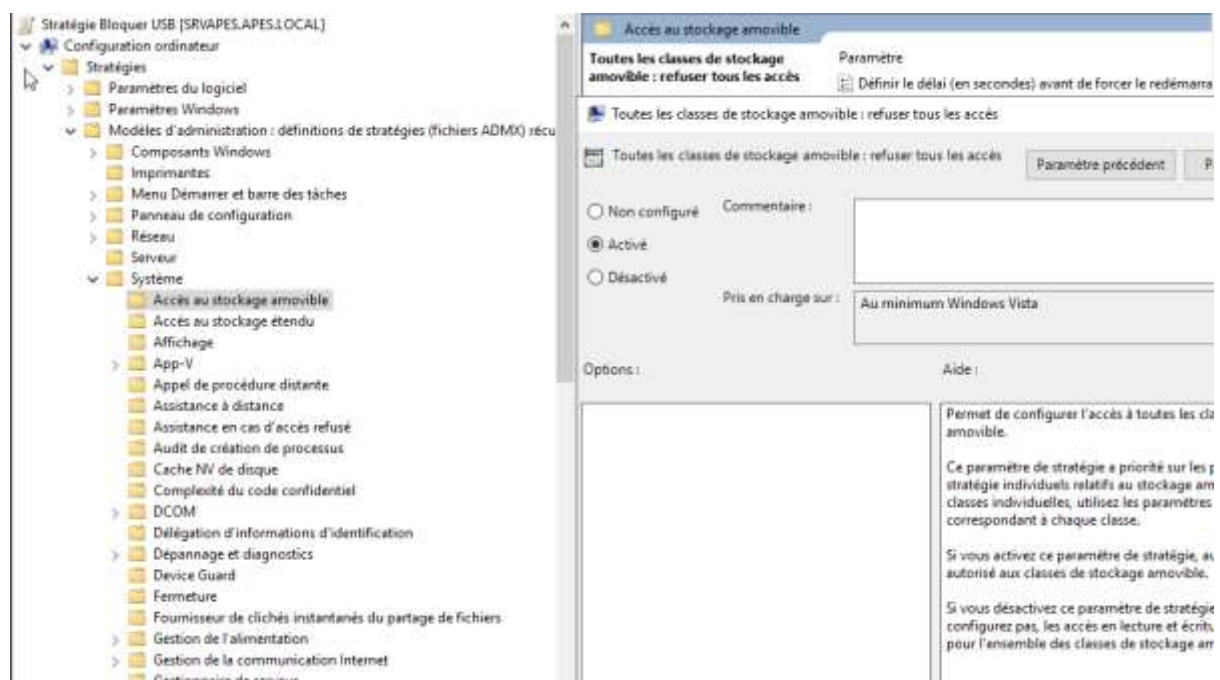 Stratégie Bloquer USB [SRVAPES.APES.LOCAL]
Configuration ordinateur
Stratégies
Paramètres du logiciel
Paramètres Windows
Modèles d'administration : définitions de stratégies (fichiers ADMX) récu
Composants Windows
Imprimantes
Menu Démarrer et barre des tâches
Panneau de configuration
Réseau
Serveur
Système
Accès au stockage amovible
Accès au stockage étendu
Affichage
App-V
Appel de procédure distante
Assistance à distance
Assistance en cas d'accès refusé
Audit de création de processus
Cache NV de disque
Complexité du code confidentiel
DCOM
Délégation d'informations d'identification
Dépannage et diagnostics
Device Guard
Fermeture
Fournisseur de clichés instantanés du partage de fichiers
Gestion de l'alimentation
Gestion de la communication Internet
Gestionnaire de serveur
Accès au stockage amovible
Toutes les classes de stockage
amovible : refuser tous les accès
Paramètre
Définir le délai (en secondes) avant de forcer le redémarra
Toutes les classes de stockage amovible : refuser tous les accès
Toutes les classes de stockage amovible : refuser tous les accès
Paramètre précédent
P
Non configuré
Commentaire :
Activé
Désactivé
Pris en charge sur :
Au minimum Windows Vista
Options :
Aide :
Permet de configurer l'accès à toutes les cla
amovible.
Ce paramètre de stratégie a priorité sur les p
stratégie individuels relatifs au stockage am
classes individuelles, utilisez les paramètres
correspondant à chaque classe.
Si vous activez ce paramètre de stratégie, au
autorisé aux classes de stockage amovible.
Si vous désactivez ce paramètre de stratégie
configurez pas, les accès en lecture et écritu
pour l'ensemble des classes de stockage am